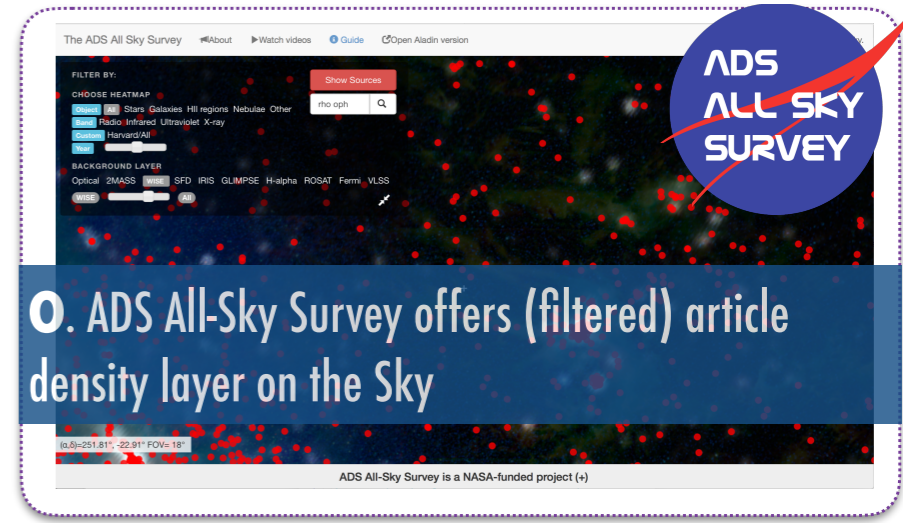 The ADS All Sky Survey About Watch videos Guide Open Aladin version
ADS
ALL SKY
SURVEY
FILTER BY:
Show Sources
CHOOSE HEATMAP
rho oph
Object All Stars Galaxies HII regions Nebulae Other
Band Radio Infrared Ultraviolet X-ray
Custom Harvard/All
Year
BACKGROUND LAYER
Optical 2MASS WISE SFD IRIS GLIMPSE H-alpha ROSAT Fermi VLSS
WISE All
O. ADS All-Sky Survey offers (filtered) article
density layer on the Sky
(α,δ)=251.81°, -22.91° FOV= 18°
ADS All-Sky Survey is a NASA-funded project (+)